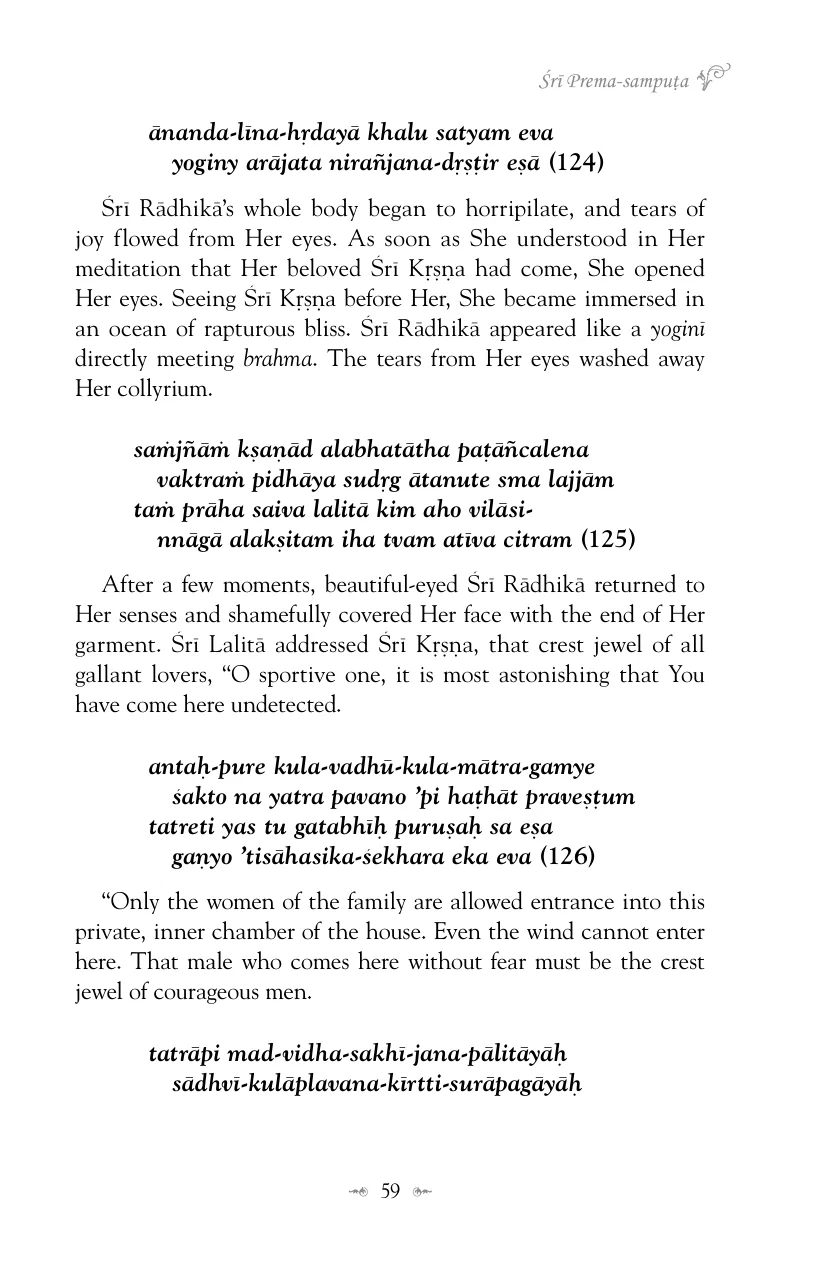 Śrī Prema-sampuṭa
ānanda-līna-hṛdayā khalu satyam eva
yoginy arājata nirañjana-dṛṣṭir eṣā (124)
Śrī Rādhikā’s whole body began to horripilate, and tears of
joy flowed from Her eyes. As soon as She understood in Her
meditation that Her beloved Śrī Kṛṣṇa had come, She opened
Her eyes. Seeing Śrī Kṛṣṇa before Her, She became immersed in
an ocean of rapturous bliss. Śrī Rādhikā appeared like a yoginī
directly meeting brahma. The tears from Her eyes washed away
Her collyrium.
saṁjñāṁ kṣaṇād alabhatātha paṭāñcalena
vaktraṁ pidhāya sudṛg ātanute sma lajjām
taṁ prāha saiva lalitā kim aho vilāsi-
nnāgā alakṣitam iha tvam atīva citram (125)
After a few moments, beautiful-eyed Śrī Rādhikā returned to
Her senses and shamefully covered Her face with the end of Her
garment. Śrī Lalitā addressed Śrī Kṛṣṇa, that crest jewel of all
gallant lovers, “O sportive one, it is most astonishing that You
have come here undetected.
antaḥ-pure kula-vadhū-kula-mātra-gamye
śakto na yatra pavano ’pi haṭhāt praveṣṭum
tatreti yas tu gatabhīḥ puruṣaḥ sa eṣa
gaṇyo ’tisāhasika-śekhara eka eva (126)
“Only the women of the family are allowed entrance into this
private, inner chamber of the house. Even the wind cannot enter
here. That male who comes here without fear must be the crest
jewel of courageous men.
tatrāpi mad-vidha-sakhī-jana-pālitāyāḥ
sādhvī-kulāplavana-kīrtti-surāpagāyāḥ
59